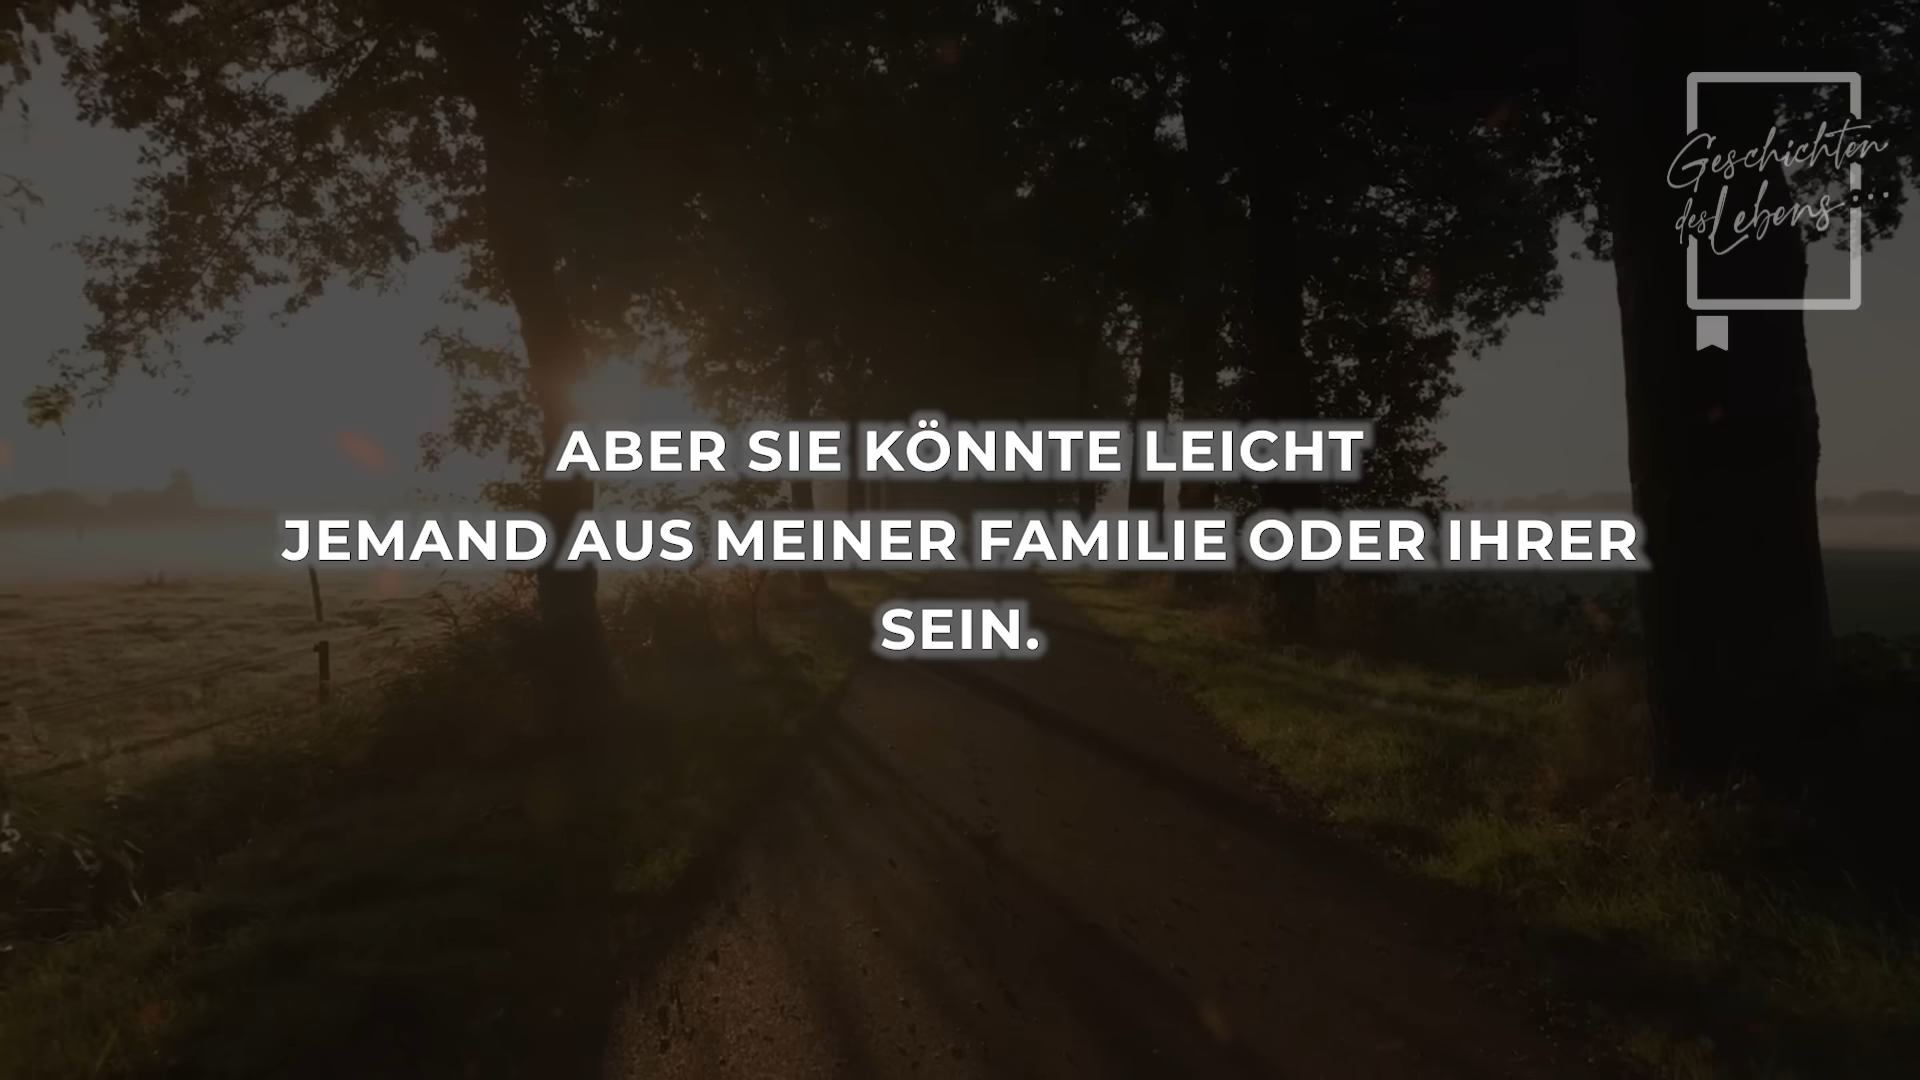 Geschichten
des Lebens...
ABER SIE KÖNNTE LEICHT
JEMAND AUS MEINER FAMILIE ODER IHRER
SEIN.